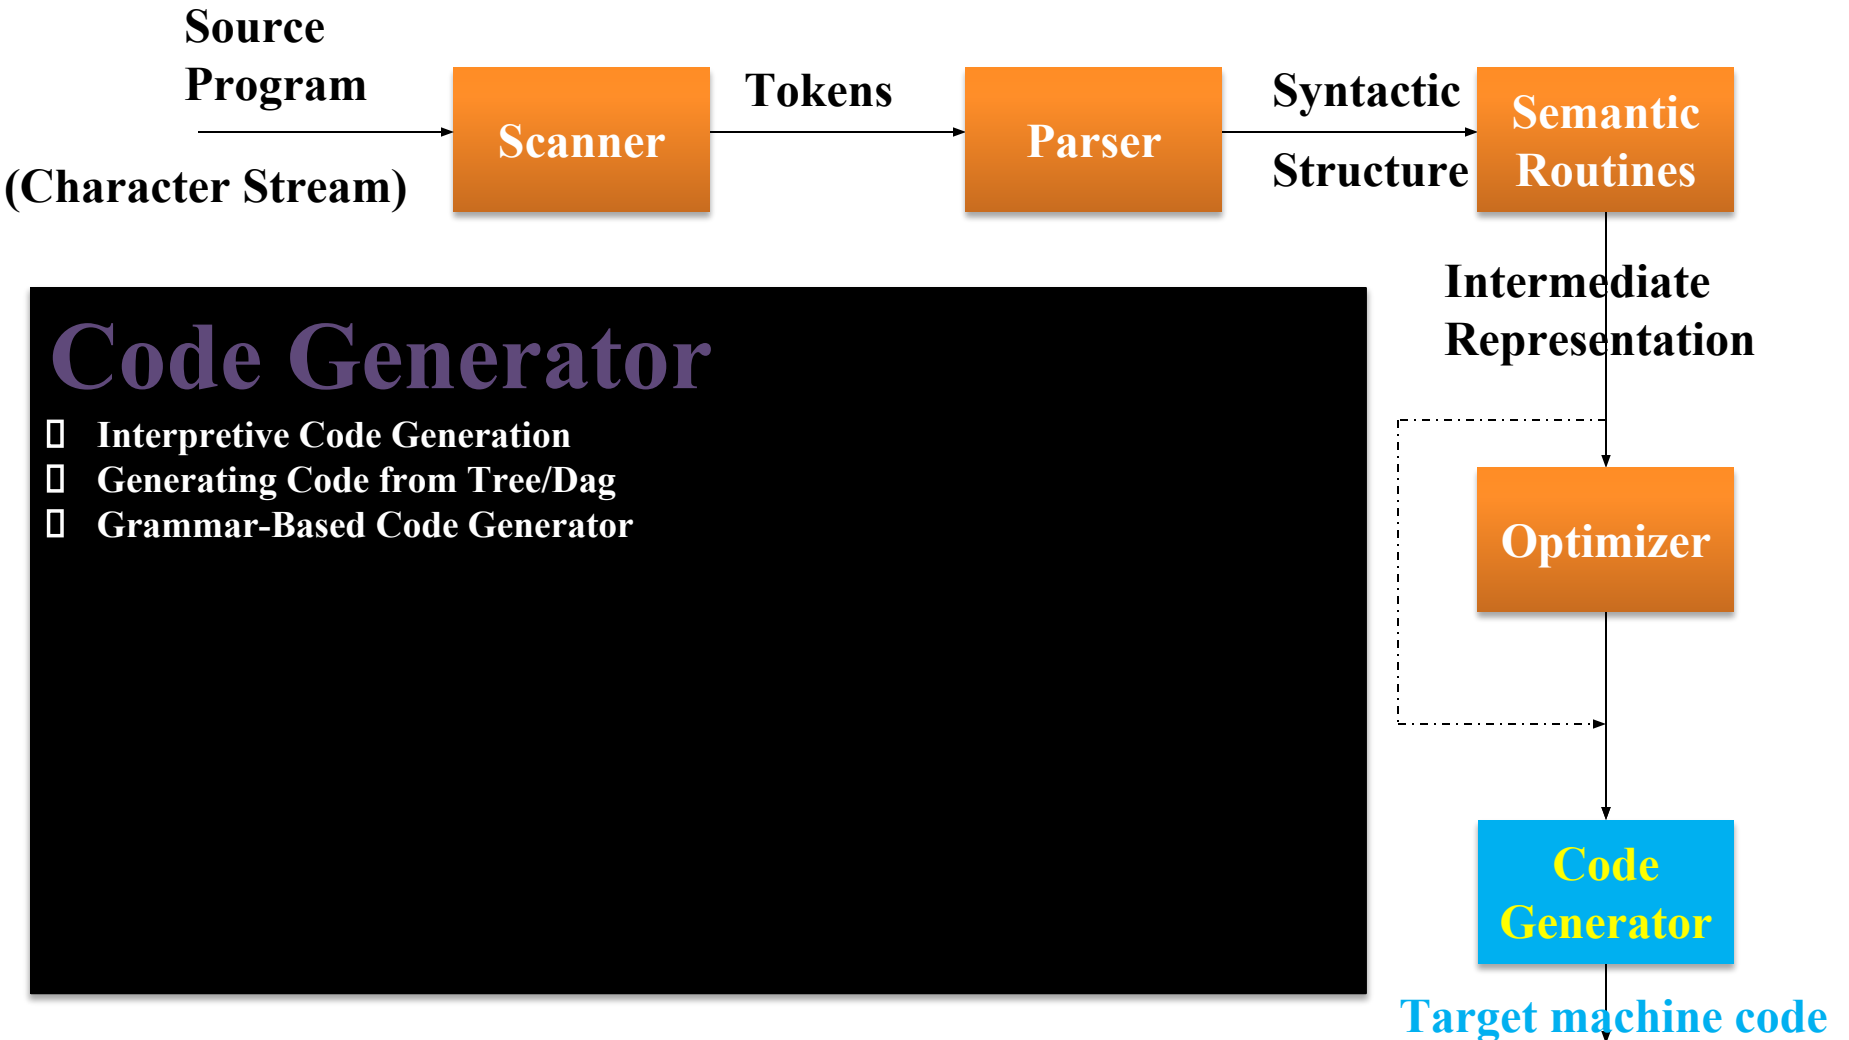 Source
Program
(Character Stream)
Scanner
Tokens
Parser
Syntactic
Structure
Semantic
Routines
Intermediate
Representation
Code Generator
Interpretive Code Generation
Generating Code from Tree/Dag
Grammar-Based Code Generator
Optimizer
Code
Generator
Target machine code